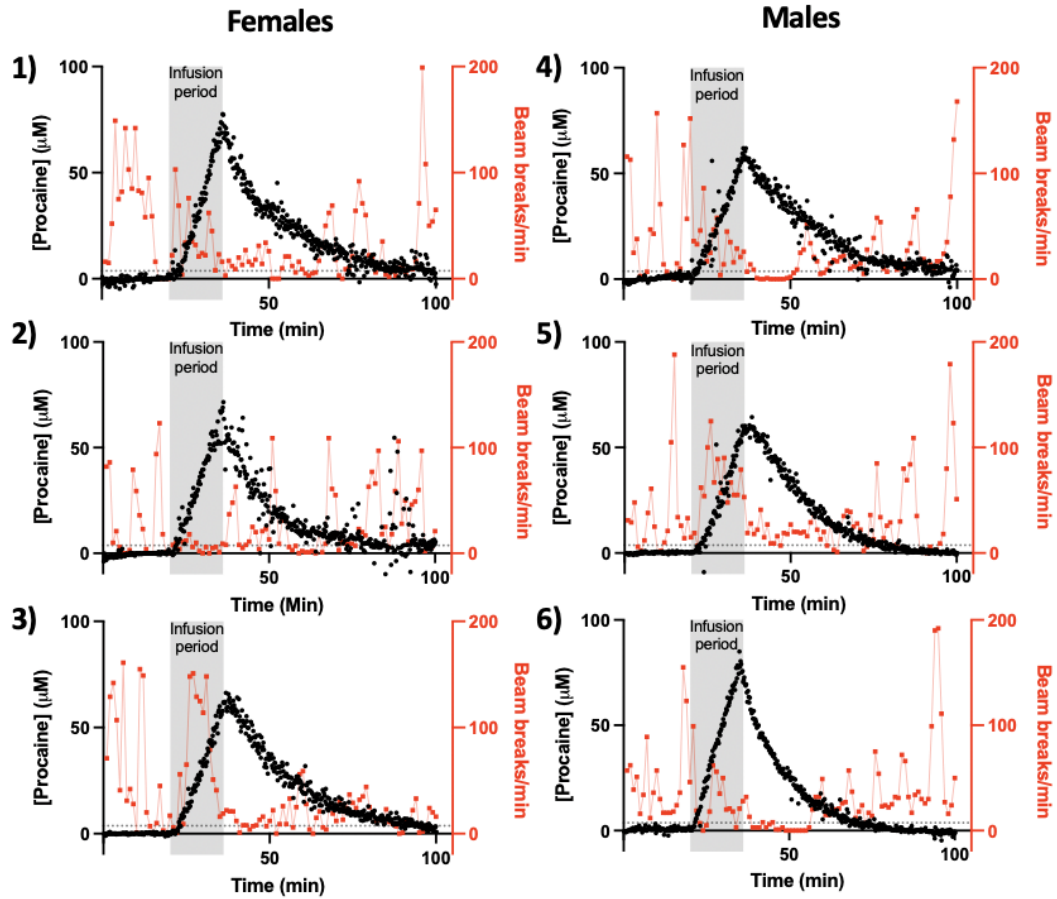 Females
Males
1)
100
50
0
[Procaine] (μM)
Infusion
period
200
100
0
Beam breaks/min
50
100
Time (min)
4)
100
50
0
[Procaine] (μM)
Infusion
period
200
100
0
Beam breaks/min
50
100
Time (min)
2)
100
50
0
[Procaine] (μM)
Infusion
period
200
100
0
Beam breaks/min
50
100
Time (Min)
5)
100
50
0
[Procaine] (μM)
Infusion
period
200
100
0
Beam breaks/min
50
100
Time (min)
3)
100
50
0
[Procaine] (μM)
Infusion
period
200
100
0
Beam breaks/min
50
100
Time (min)
6)
100
50
0
[Procaine] (μM)
Infusion
period
200
100
0
Beam breaks/min
50
100
Time (min)